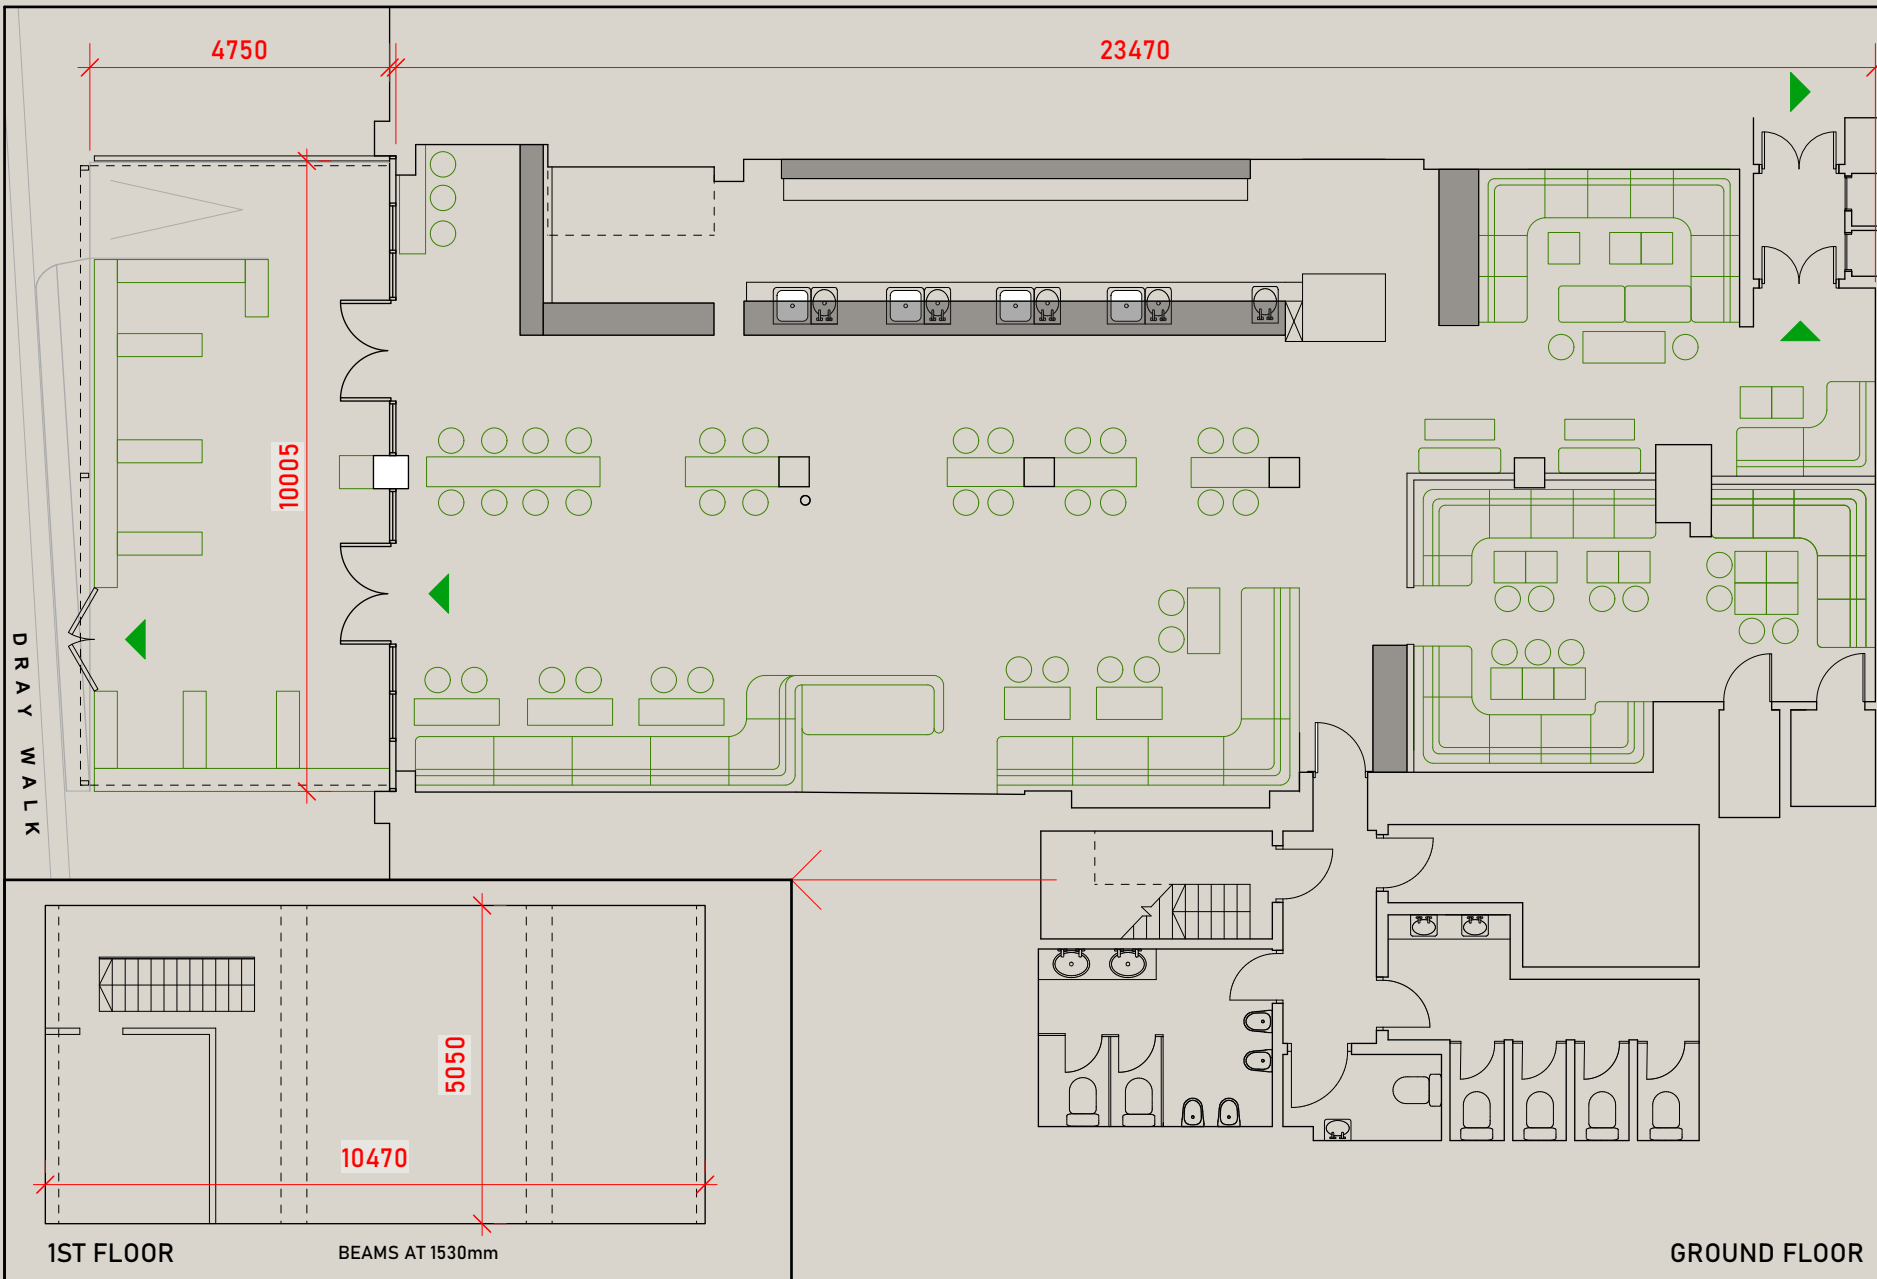 4750
23470
10005
DRAY WALK
5050
10470
1ST FLOOR
BEAMS AT 1530mm
GROUND FLOOR